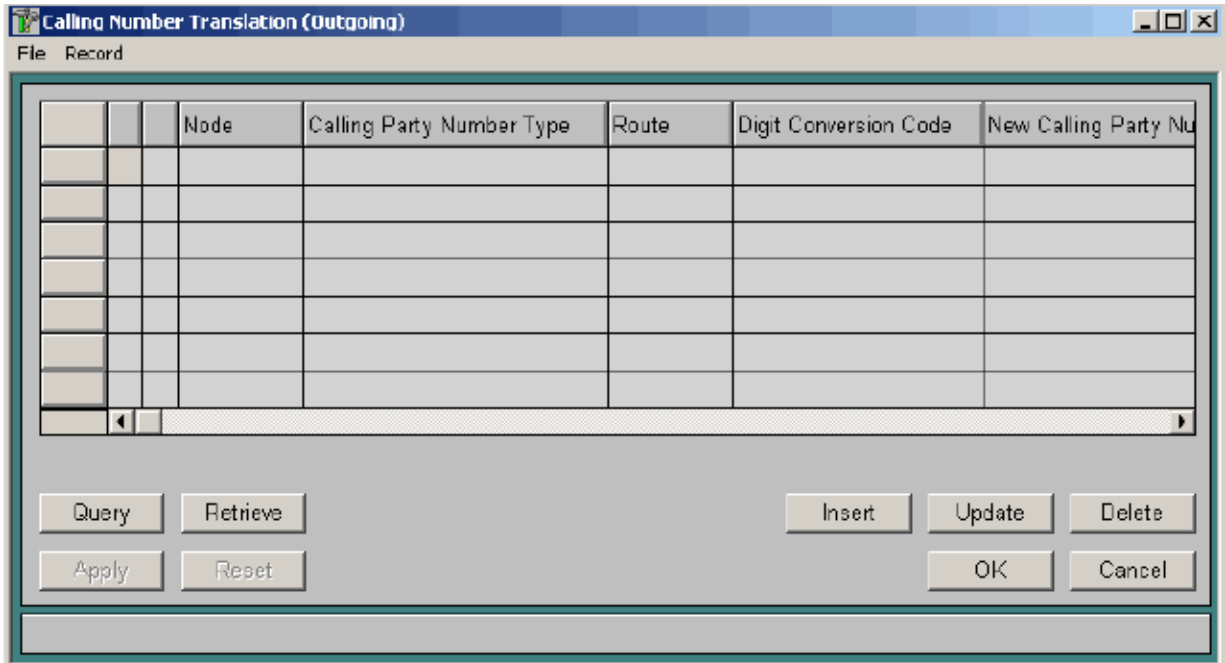 Calling Number Translation (Outgoing)
File Record
Node Calling Party Number Type Route Digit Conversion Code New Calling Party Nu
Query Retrieve Insert Update Delete
Apply Reset OK Cancel